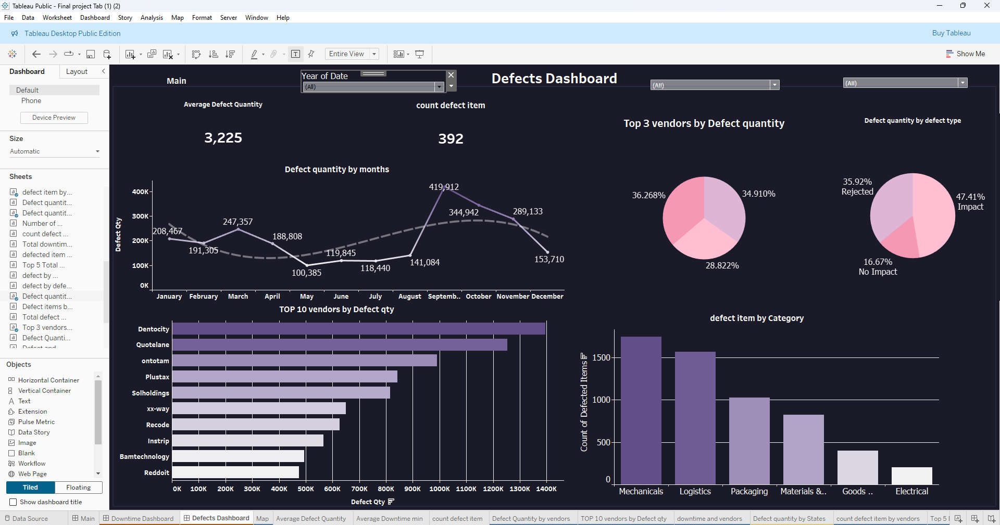 Tableau Public - Final project Tab (1) (2)
File Data Worksheet Dashboard Story Analysis Map Format Server Window Help
Tableau Desktop Public Edition
Buy Tableau
Entire View
Show Me
Dashboard
Layout
Default
Phone
Device Preview
Size
Automatic
Sheets
defect item by...
Defect quantit...
Defect quantit...
Number of ...
count defect ...
Total downtim...
defected item ...
Top 5 Total ...
defect by ...
defect by defe...
Defect quantit...
Defect items b...
Total defect ...
Top 3 vendors...
Defect Quanti...
Defect and
Objects
Horizontal Container
Vertical Container
Text
Extension
Pulse Metric
Data Story
Image
Blank
Workflow
Web Page
Tiled
Floating
Show dashboard title
Main
Year of Date
(All)
Defects Dashboard
(All)
(All)
Average Defect Quantity
3,225
count defect item
392
Defect quantity by months
Defect Qty
400K
300K
200K
100K
0K
208,467
191,305
247,357
188,808
100,385
119,845
118,440
141,084
419,912
344,942
289,133
153,710
January February March April May June July August Septemb.. October November December
Top 3 vendors by Defect quantity
36.268%
34.910%
28.822%
Defect quantity by defect type
35.92%
Rejected
47.41%
Impact
16.67%
No Impact
TOP 10 vendors by Defect qty
Dentocity
Quotelane
ontotam
Plustax
Solholdings
xx-way
Recode
Instrip
Bamtechnology
Reddoit
0K 100K 200K 300K 400K 500K 600K 700K 800K 900K 1000K 1100K 1200K 1300K 1400K
Defect Qty
defect item by Category
Count of Defected Items
1500
1000
500
0
Mechanicals Logistics Packaging Materials &.. Goods .. Electrical
Data Source Main Downtime Dashboard Defects Dashboard Map Average Defect Quantity Average Downtime min count defect item Defect Quantity by vendors TOP 10 vendors by Defect qty downtime and vendors Defect quantity by States count defect item by vendors Top 5